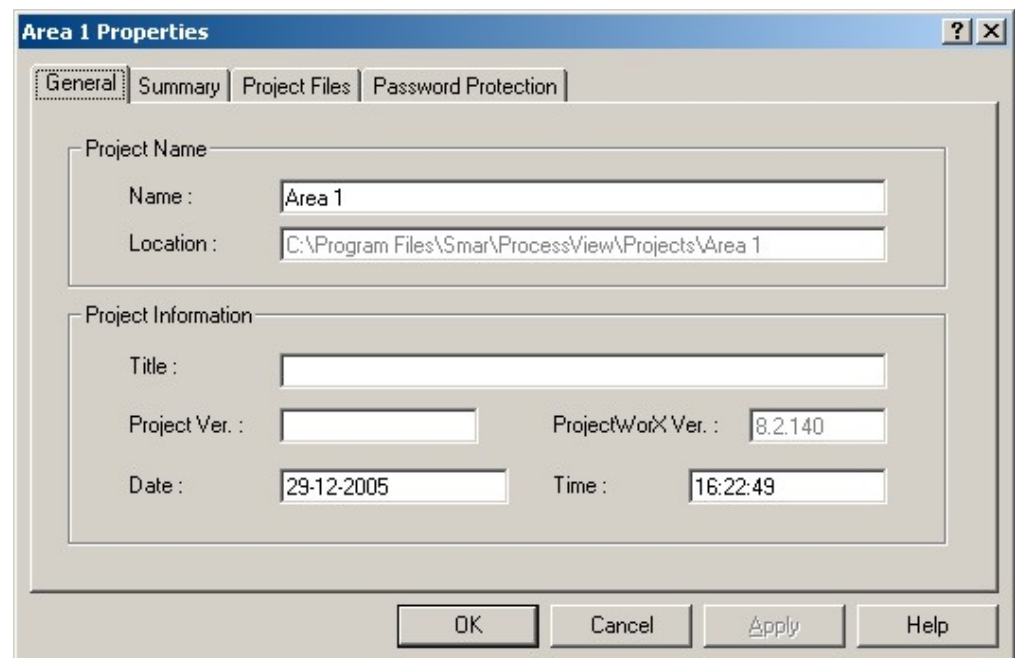 Area 1 Properties
General Summary Project Files Password Protection
Project Name
Name : Area 1
Location : C:\Program Files\Smar\ProcessView\Projects\Area 1
Project Information
Title :
Project Ver. : ProjectWorX Ver. : 8.2.140
Date : 29-12-2005 Time : 16:22:49
OK Cancel Apply Help